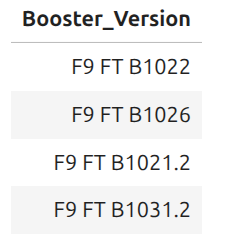 Booster_Version
F9 FT B1022
F9 FT B1026
F9 FT B1021.2
F9 FT B1031.2